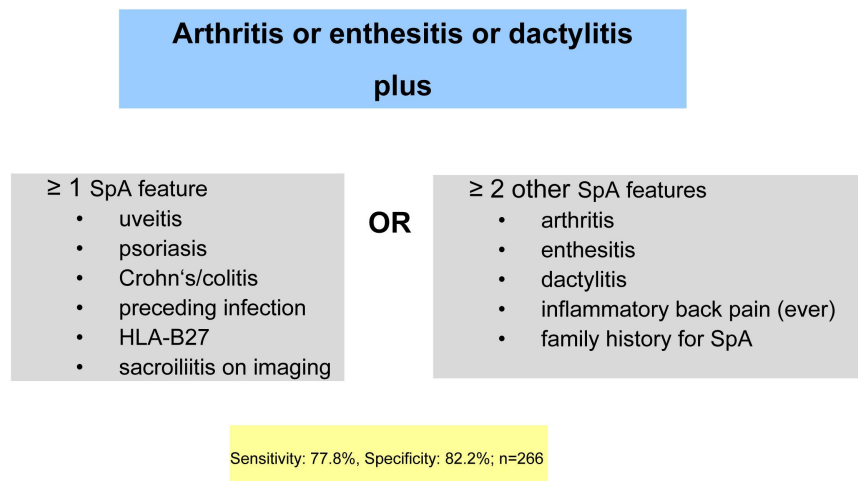 Arthritis or enthesitis or dactylitis
plus
≥ 1 SpA feature
• uveitis
• psoriasis
• Crohn‘s/colitis
• preceding infection
• HLA-B27
• sacroiliitis on imaging
OR
≥ 2 other SpA features
• arthritis
• enthesitis
• dactylitis
• inflammatory back pain (ever)
• family history for SpA
Sensitivity: 77.8%, Specificity: 82.2%; n=266